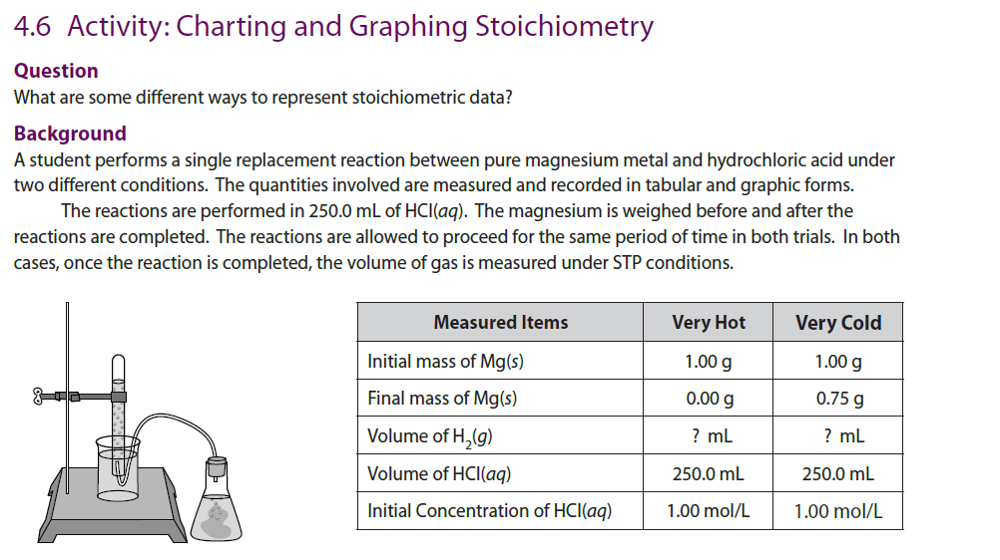 4.6 Activity: Charting and Graphing Stoichiometry
Question
What are some different ways to represent stoichiometric data?
Background
A student performs a single replacement reaction between pure magnesium metal and hydrochloric acid under
two different conditions. The quantities involved are measured and recorded in tabular and graphic forms.
The reactions are performed in 250.0 mL of HCl(aq). The magnesium is weighed before and after the
reactions are completed. The reactions are allowed to proceed for the same period of time in both trials. In both
cases, once the reaction is completed, the volume of gas is measured under STP conditions.
Measured Items Very Hot Very Cold
Initial mass of Mg(s) 1.00 g 1.00 g
Final mass of Mg(s) 0.00 g 0.75 g
Volume of H₂(g) ? mL ? mL
Volume of HCl(aq) 250.0 mL 250.0 mL
Initial Concentration of HCl(aq) 1.00 mol/L 1.00 mol/L